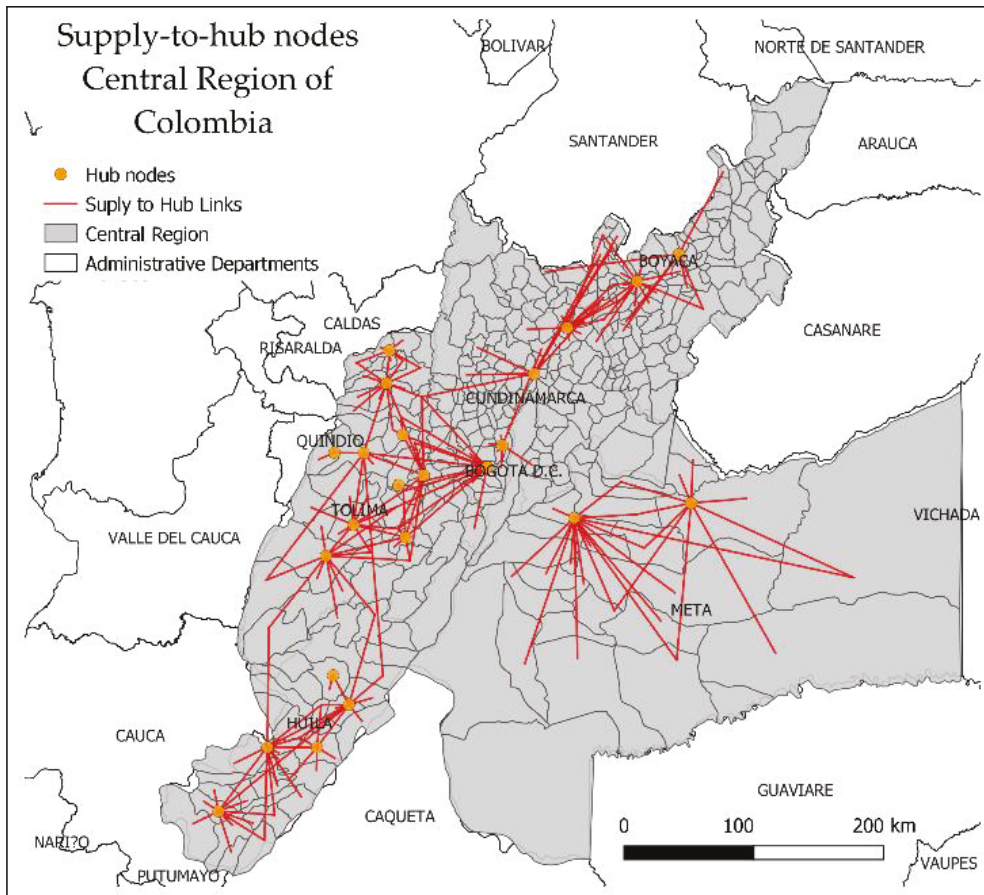 Supply-to-hub nodes
Central Region of
Colombia
Hub nodes
Suply to Hub Links
Central Region
Administrative Departments
BOLIVAR
NORTE DE SANTANDER
SANTANDER
ARAUCA
BOYACA
CASANARE
CALDAS
RISARALDA
CUNDINAMARCA
QUINDIO
BOGOTA D.C.
TOLIMA
VICHADA
VALLE DEL CAUCA
META
HUILA
CAUCA
GUAVIARE
CAQUETA
NARI?O
PUTUMAYO
VAUPES
0 100 200 km